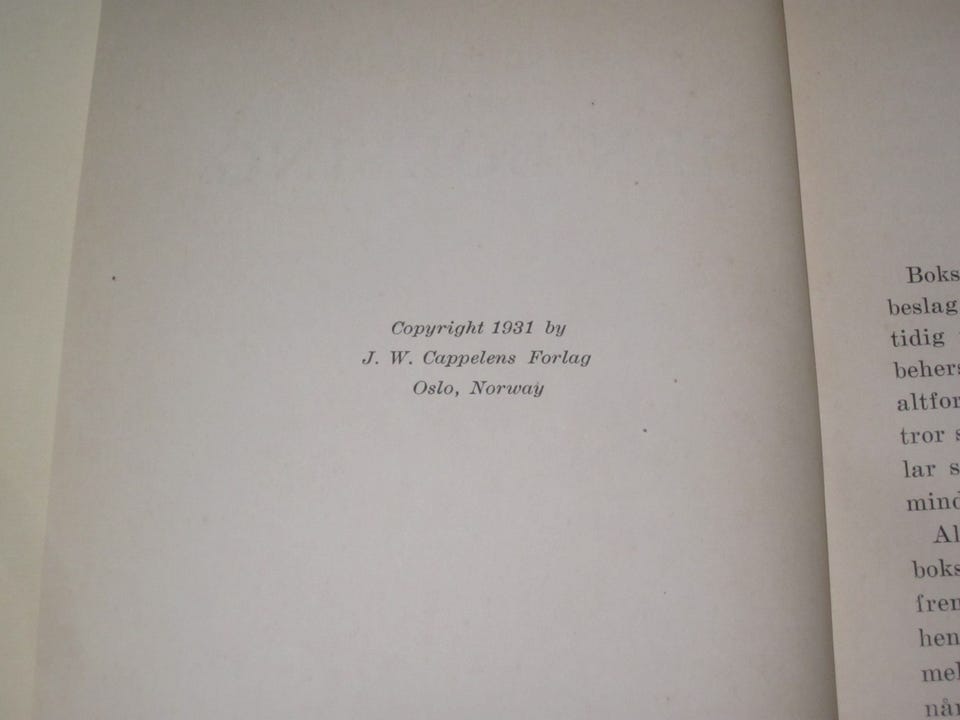 Copyright 1931 by
J. W. Cappelens Forlag
Oslo, Norway
Boks
beslag
tidig
behers
altfor
tror s
lar s
mind
Al
boks
frem
hen
mel
når